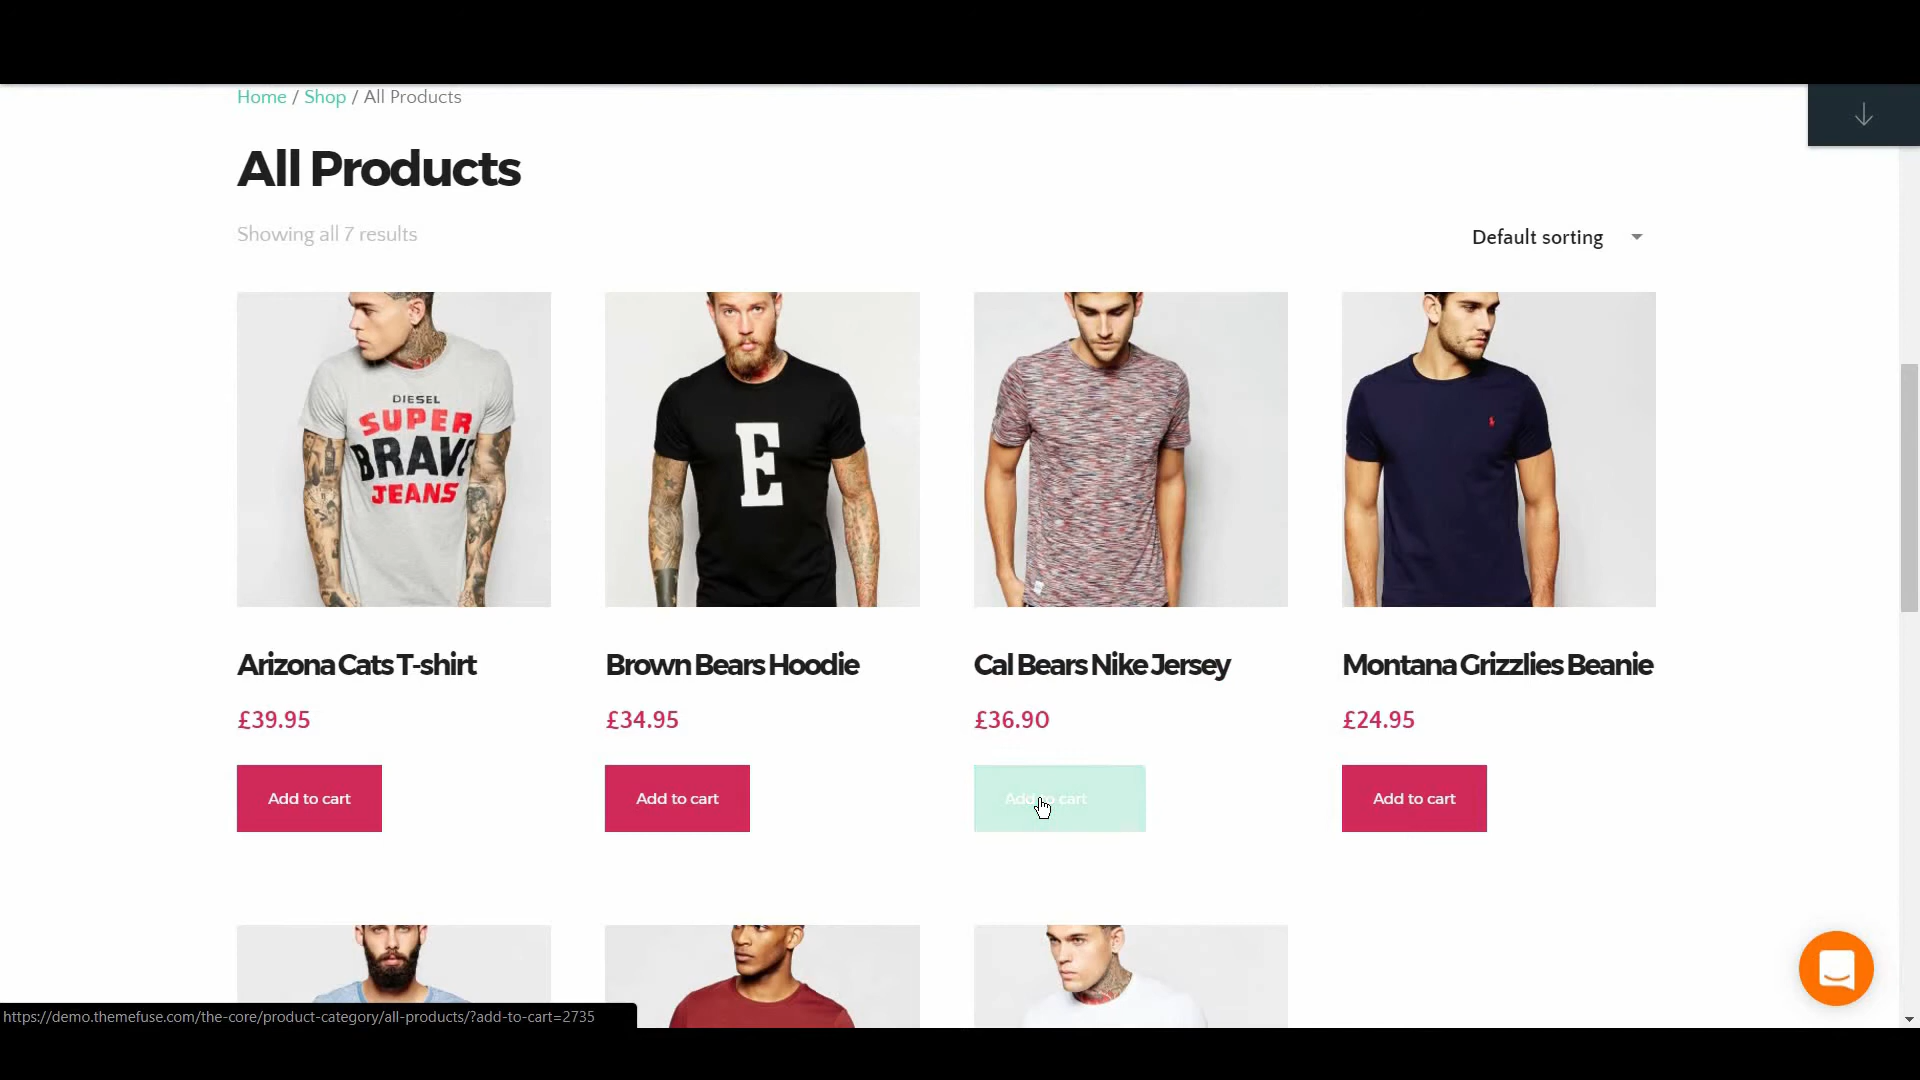 Home / Shop / All Products
All Products
Showing all 7 results
Default sorting
DIESEL
SUPER
BRAVE
JEANS
E
Arizona Cats T-shirt
Brown Bears Hoodie
Cal Bears Nike Jersey
Montana Grizzlies Beanie
£39.95
£34.95
£36.90
£24.95
Add to cart
Add to cart
Add to cart
Add to cart
https://demo.themefuse.com/the-core/product-category/all-products/?add-to-cart=2735